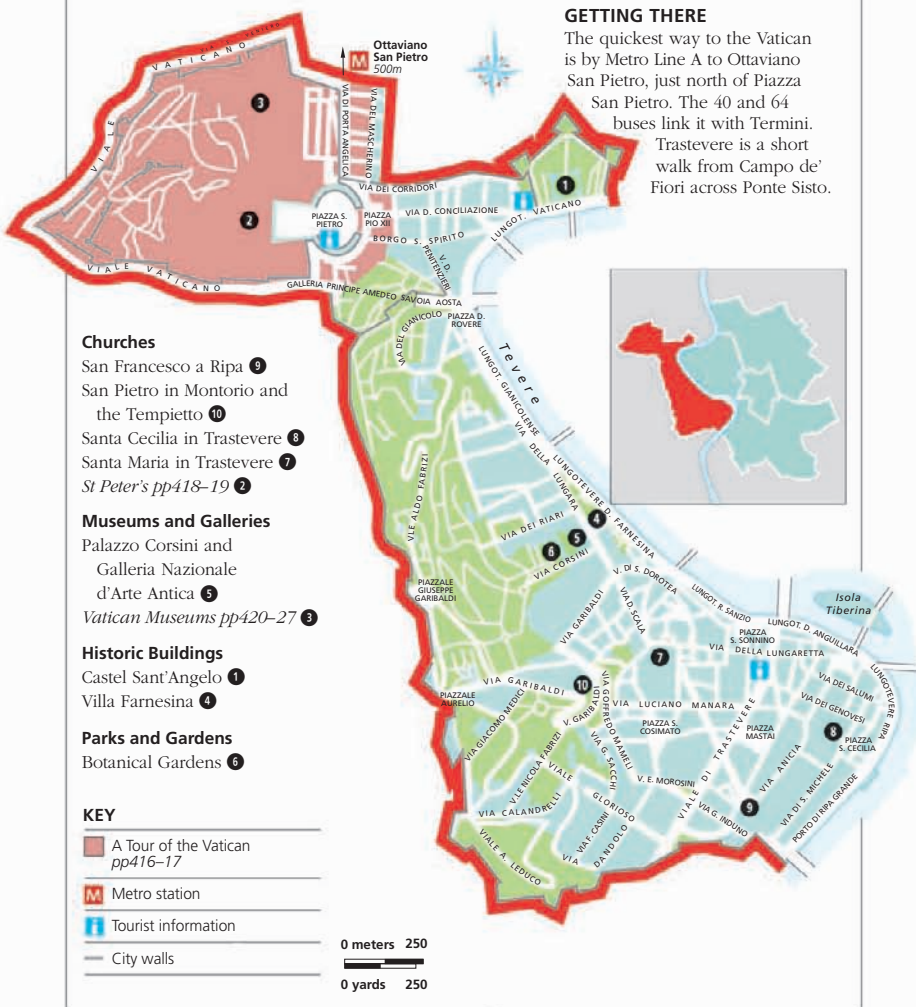 GETTING THERE
The quickest way to the Vatican
is by Metro Line A to Ottaviano
San Pietro, just north of Piazza
San Pietro. The 40 and 64
buses link it with Termini.
Trastevere is a short
walk from Campo de’
Fiori across Ponte Sisto.
Ottaviano
San Pietro
500m
M
VATICANO
VIALE
3
VIA DI PORTA ANGELICA
VIA DEL MASCHERINO
VIA DEI CORRIDORI
1
2
PIAZZA S.
PIETRO
PIAZZA
PIO XII
VIA D. CONCILIAZIONE
LUNGOT. VATICANO
BORGO S. SPIRITO
V. D.
PENITENZIERI
VIALE VATICANO
GALLERIA PRINCIPE AMEDEO SAVOIA AOSTA
VIA DEL GIANICOLO
PIAZZA D.
ROVERE
Tevere
LUNGOT. GIANICOLENSE
VIA DELLA LUNGARA
LUNGOTEVERE D. FARNESINA
VLE ALDO FABRIZI
VIA DEI RIARI
4
5
6
VIA CORSINI
PIAZZALE
GIUSEPPE
GARIBALDI
V. DI S. DOROTEA
VIA GARIBALDI
VIA D. SCALA
LUNGOT. R. SANZIO
LUNGOT. D. ANGUILLARA
Isola
Tiberina
PIAZZA
S. SONNINO
VIA DELLA LUNGARETTA
LUNGOTEVERE RIPA
7
10
PIAZZALE
AURELIO
VIA GARIBALDI
V. GARIBALDI
VIA GIACOMO MEDICI
VIA GOFFREDO MAMELI
VIA LUCIANO MANARA
PIAZZA S.
COSIMATO
VIA DEI SALUMI
VIA DEI GENOVESI
8
PIAZZA
S. CECILIA
PIAZZA
MASTAI
VIALE DI TRASTEVERE
VIA ANICIA
VIA DI S. MICHELE
PORTO DI RIPA GRANDE
V.LE NICOLA FABRIZI
VIA G. SACCHI
V. E. MOROSINI
VIA G. INDUNO
9
VIALE GLORIOSO
VIA CALANDRELLI
VIA F. CASINI
VIA DANDOLO
VIALE A. LEDUCO
Churches
San Francesco a Ripa 9
San Pietro in Montorio and
the Tempietto 10
Santa Cecilia in Trastevere 8
Santa Maria in Trastevere 7
St Peter’s pp418–19 2
Museums and Galleries
Palazzo Corsini and
Galleria Nazionale
d’Arte Antica 5
Vatican Museums pp420–27 3
Historic Buildings
Castel Sant’Angelo 1
Villa Farnesina 4
Parks and Gardens
Botanical Gardens 6
KEY
A Tour of the Vatican
pp416–17
M Metro station
Tourist information
City walls
0 meters 250
0 yards 250